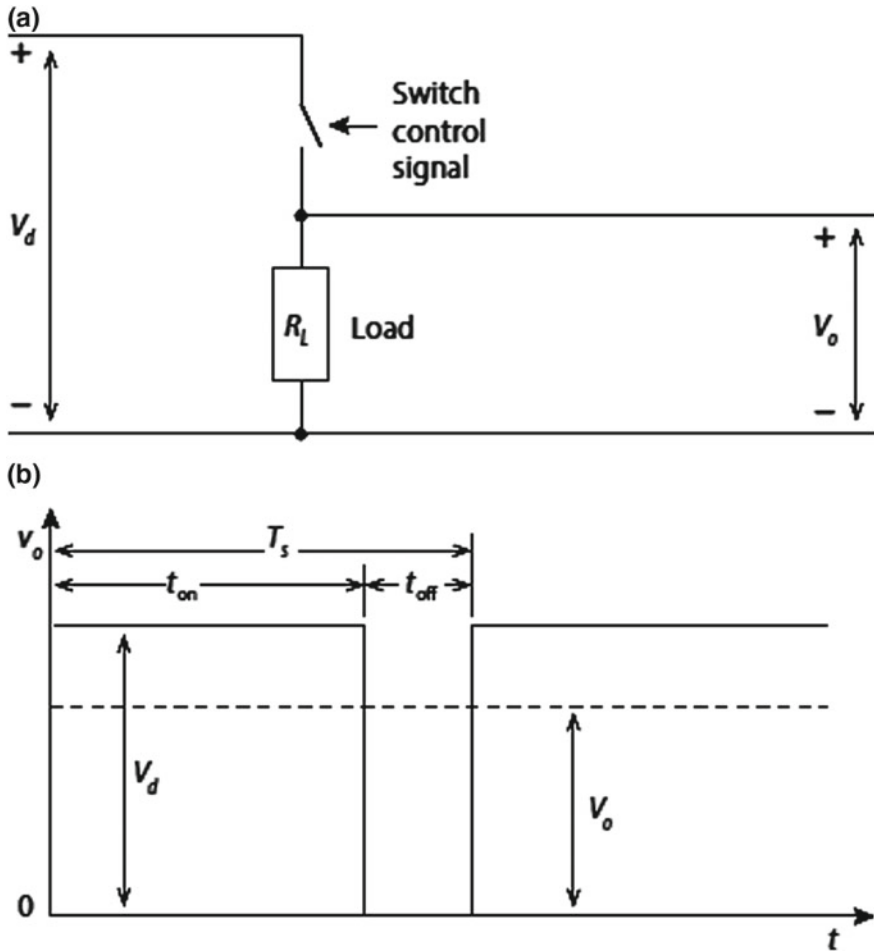 (a)
+
Switch
control
signal
V_d
+
R_L Load
V_o
−
−
(b)
v_o
T_s
t_on
t_off
V_d
V_o
0
t